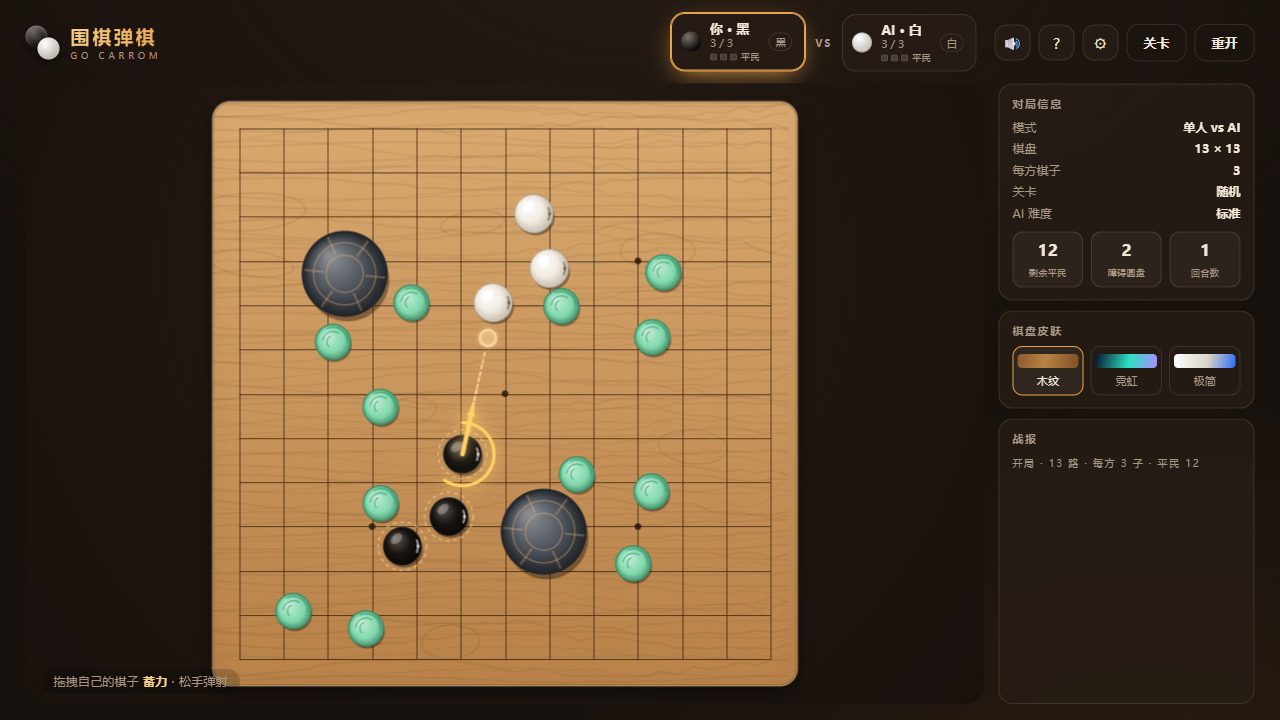 围棋弹棋
GO CARROM
你 • 黑
3 / 3
平民
黑
VS
AI • 白
3 / 3
平民
白
?
关卡
重开
对局信息
模式 单人 vs AI
棋盘 13 × 13
每方棋子 3
关卡 随机
AI 难度 标准
12 2 1
剩余平民 障碍圆盘 回合数
棋盘皮肤
木纹 霓虹 极简
战报
开局 · 13 路 · 每方 3 子 · 平民 12
拖拽自己的棋子 蓄力 · 松手弹射